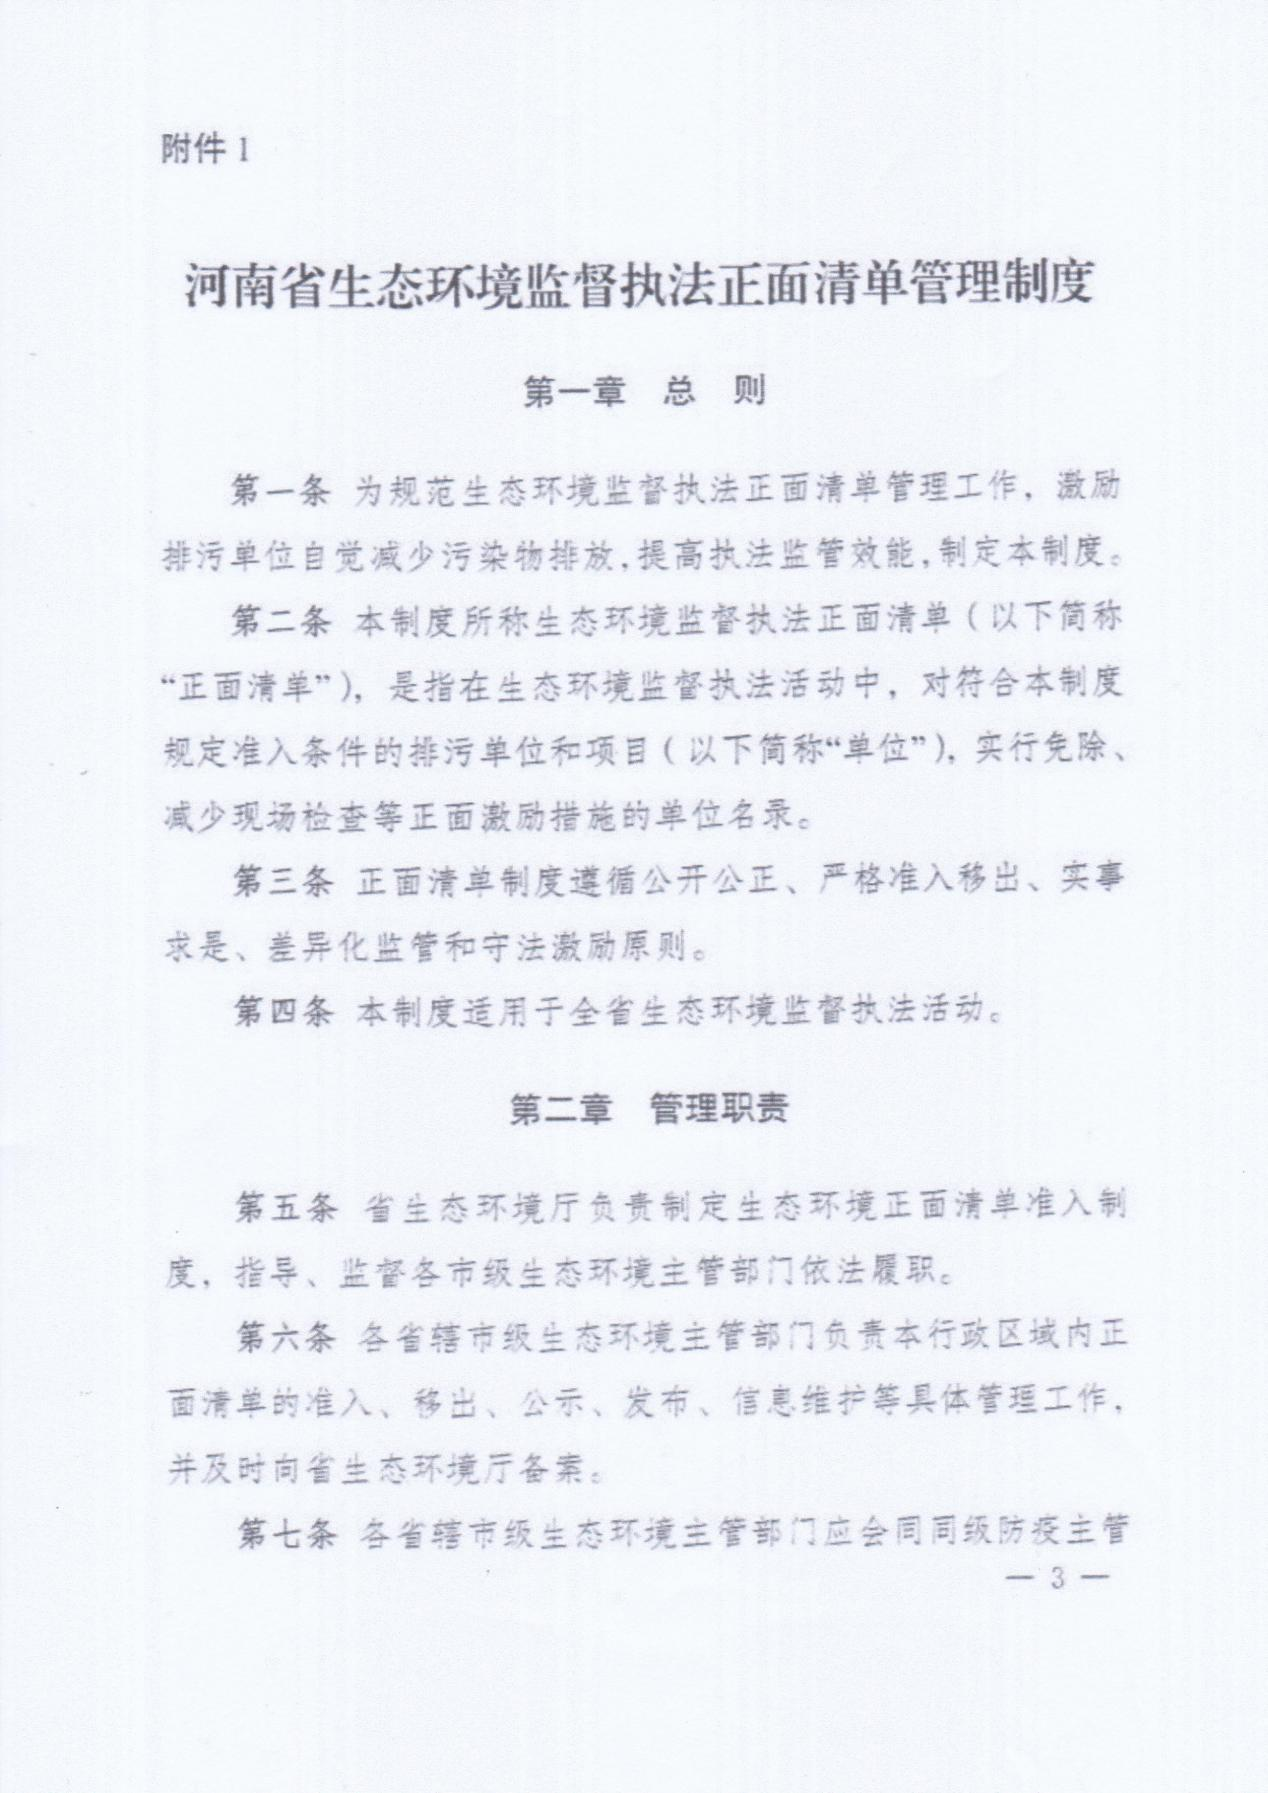 附件 1
河南省生态环境监督执法正面清单管理制度
第一章 总 则
第一条 为规范生态环境监督执法正面清单管理工作，激励
排污单位自觉减少污染物排放，提高执法监管效能，制定本制度。
第二条 本制度所称生态环境监督执法正面清单（以下简称
“正面清单”），是指在生态环境监督执法活动中，对符合本制度
规定准入条件的排污单位和项目（以下简称“单位”），实行免除、
减少现场检查等正面激励措施的单位名录。
第三条 正面清单制度遵循公开公正、严格准入移出、实事
求是、差异化监管和守法激励原则。
第四条 本制度适用于全省生态环境监督执法活动。
第二章 管理职责
第五条 省生态环境厅负责制定生态环境正面清单准入制
度，指导、监督各市级生态环境主管部门依法履职。
第六条 各省辖市级生态环境主管部门负责本行政区域内正
面清单的准入、移出、公示、发布、信息维护等具体管理工作，
并及时向省生态环境厅备案。
第七条 各省辖市级生态环境主管部门应会同同级防疫主管
— 3 —